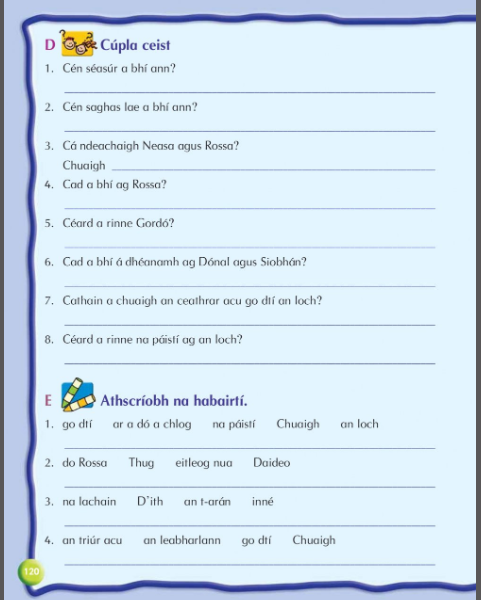 D Cúpla ceist
1. Cén séasúr a bhí ann?
2. Cén saghas lae a bhí ann?
3. Cá ndeachaigh Neasa agus Rossa?
Chuaigh
4. Cad a bhí ag Rossa?
5. Céard a rinne Gordó?
6. Cad a bhí á dhéanamh ag Dónal agus Siobhán?
7. Cathain a chuaigh an ceathrar acu go dtí an loch?
8. Céard a rinne na páistí ag an loch?
E Athscríobh na habairtí.
1. go dtí ar a dó a chlog na páistí Chuaigh an loch
2. do Rossa Thug eitleog nua Daideo
3. na lachain D'ith an t-arán inné
4. an triúr acu an leabharlann go dtí Chuaigh
120